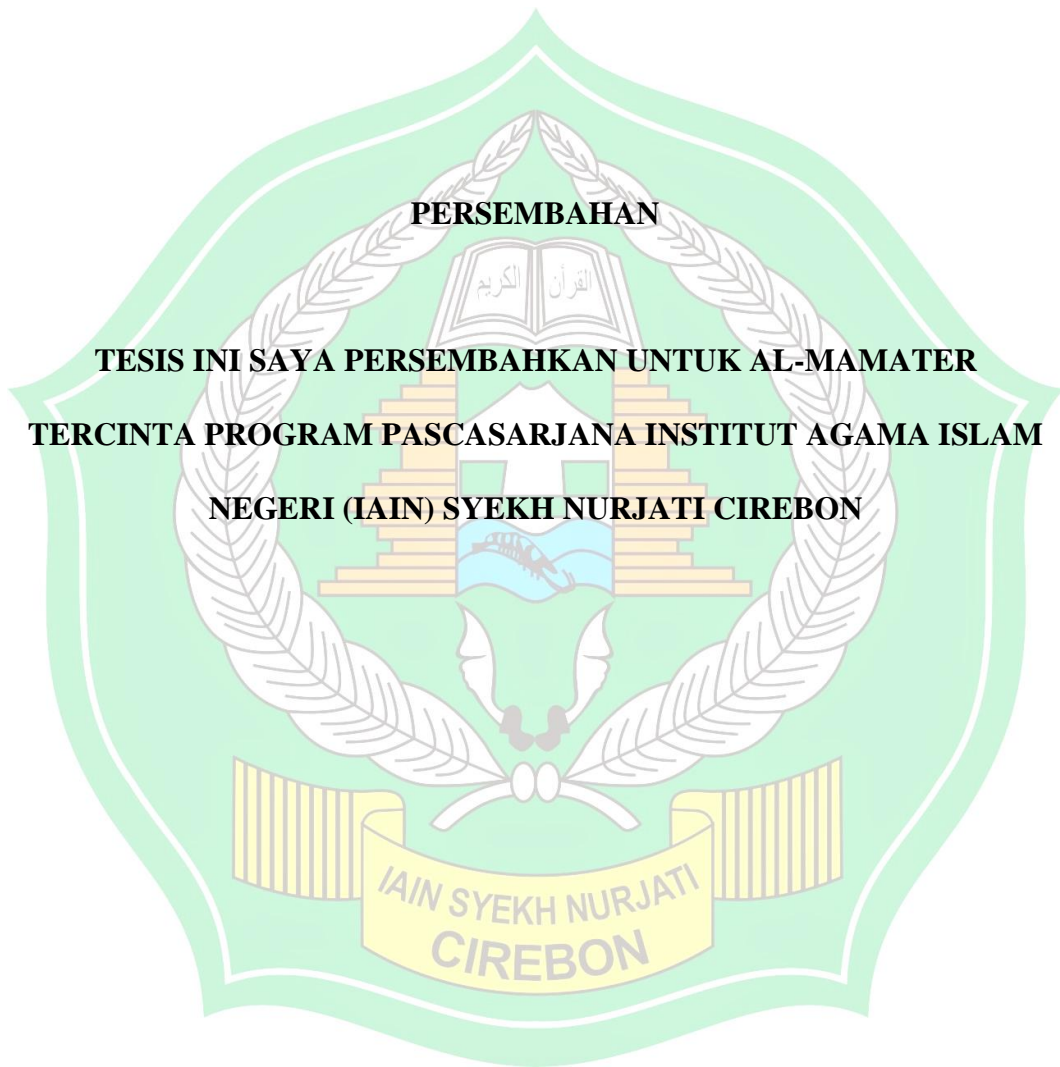 PERSEMBAHAN
القرآن الكريم
TESIS INI SAYA PERSEMBAHKAN UNTUK AL-MAMATER
TERCINTA PROGRAM PASCASARJANA INSTITUT AGAMA ISLAM
NEGERI (IAIN) SYEKH NURJATI CIREBON
IAIN SYEKH NURJATI
CIREBON